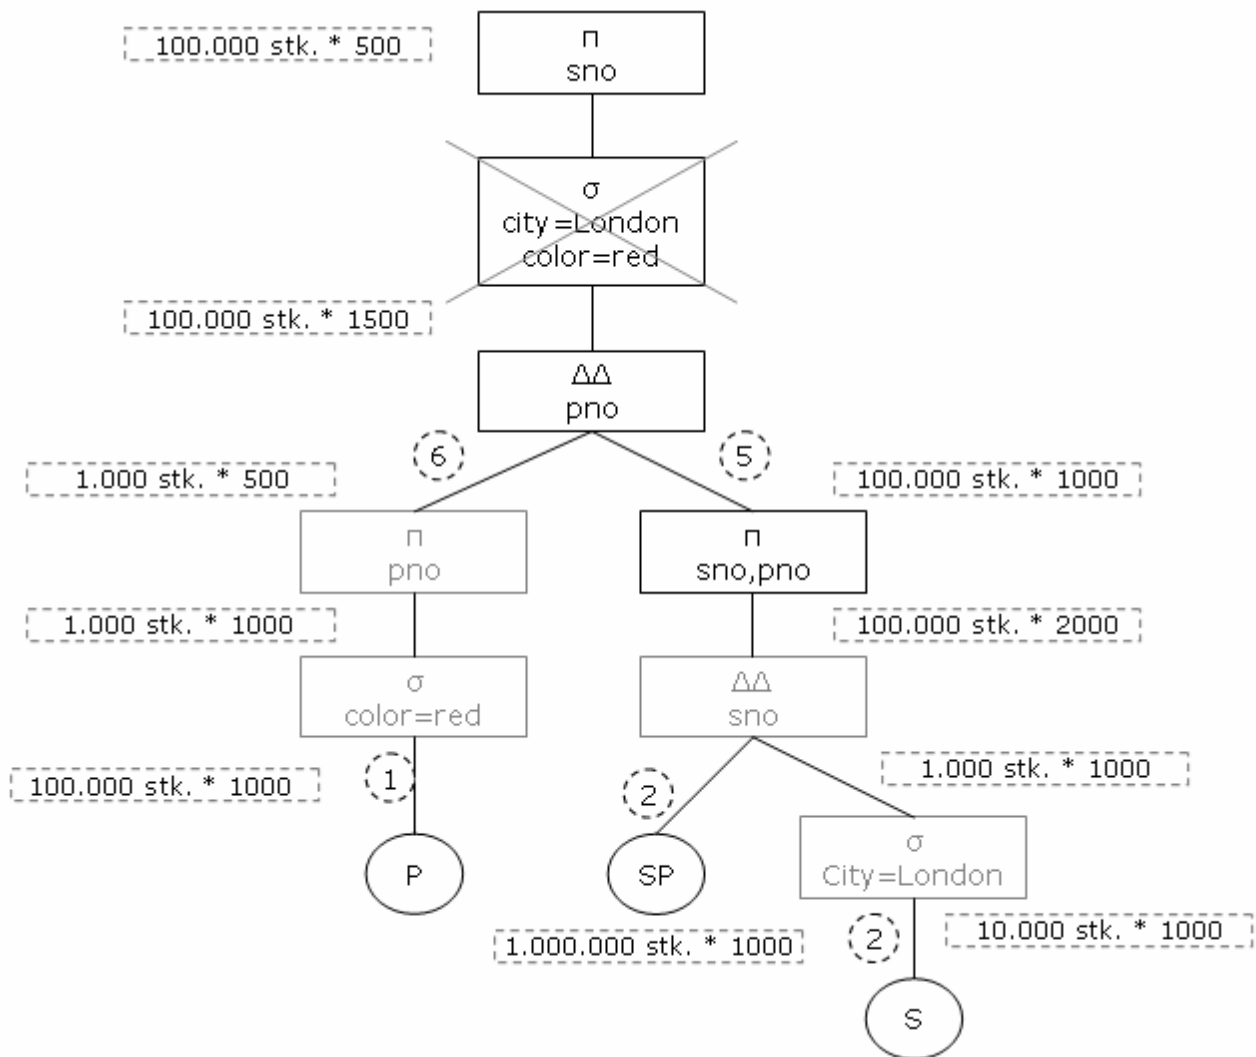 100.000 stk. * 500
π
sno
σ
city=London
color=red
100.000 stk. * 1500
ΔΔ
pno
6
5
1.000 stk. * 500
100.000 stk. * 1000
π
pno
π
sno,pno
1.000 stk. * 1000
100.000 stk. * 2000
σ
color=red
ΔΔ
sno
100.000 stk. * 1000
1
2
1.000 stk. * 1000
P
SP
σ
City=London
1.000.000 stk. * 1000
2
10.000 stk. * 1000
S